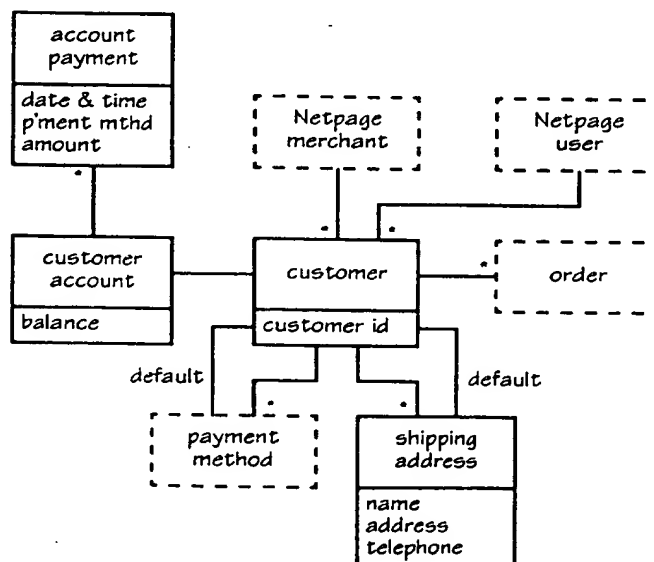 account
payment
date & time
p'ment mthd
amount
*
Netpage
merchant
*
Netpage
user
*
customer
account
balance
customer
customer id
*
order
default
*
payment
method
default
*
shipping
address
name
address
telephone